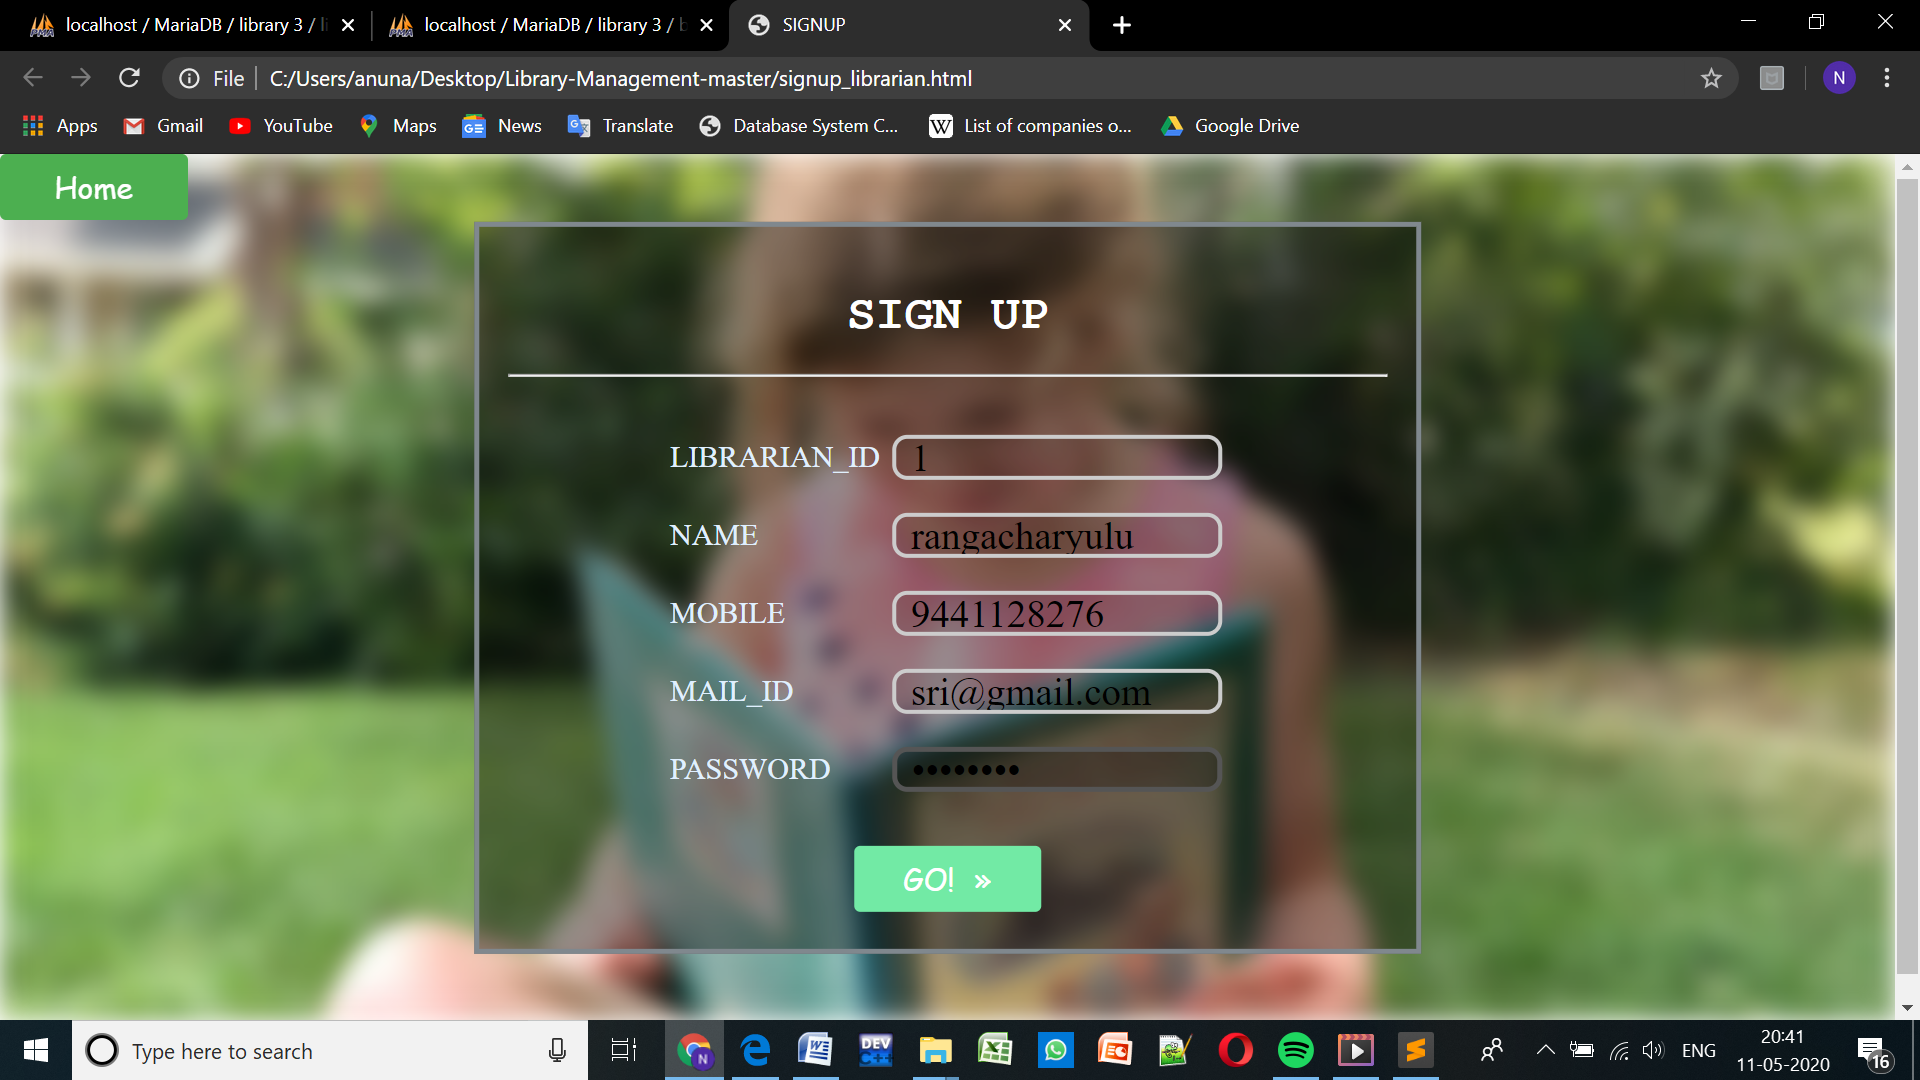 localhost / MariaDB / library 3 /
localhost / MariaDB / library 3 /
SIGNUP
File
C:/Users/anuna/Desktop/Library-Management-master/signup_librarian.html
N
Apps
Gmail
YouTube
Maps
News
Translate
Database System C...
W
List of companies o...
Google Drive
Home
SIGN UP
LIBRARIAN_ID 1
NAME rangacharyulu
MOBILE 9441128276
MAIL_ID sri@gmail.com
PASSWORD ••••••••
GO! »
Type here to search
DEV
C++
ENG
20:41
11-05-2020
16